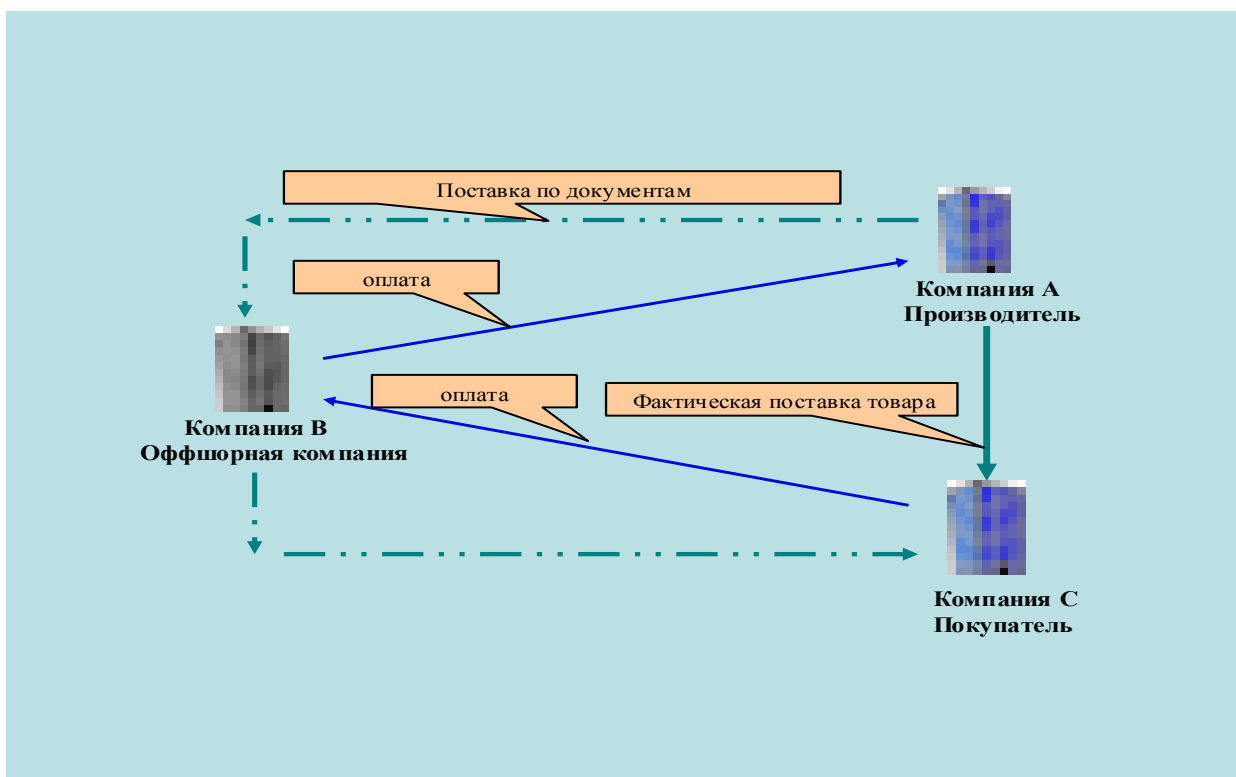 Поставка по документам
оплата
Компания А
Производитель
оплата
Фактическая поставка товара
Компания В
Оффшорная компания
Компания С
Покупатель